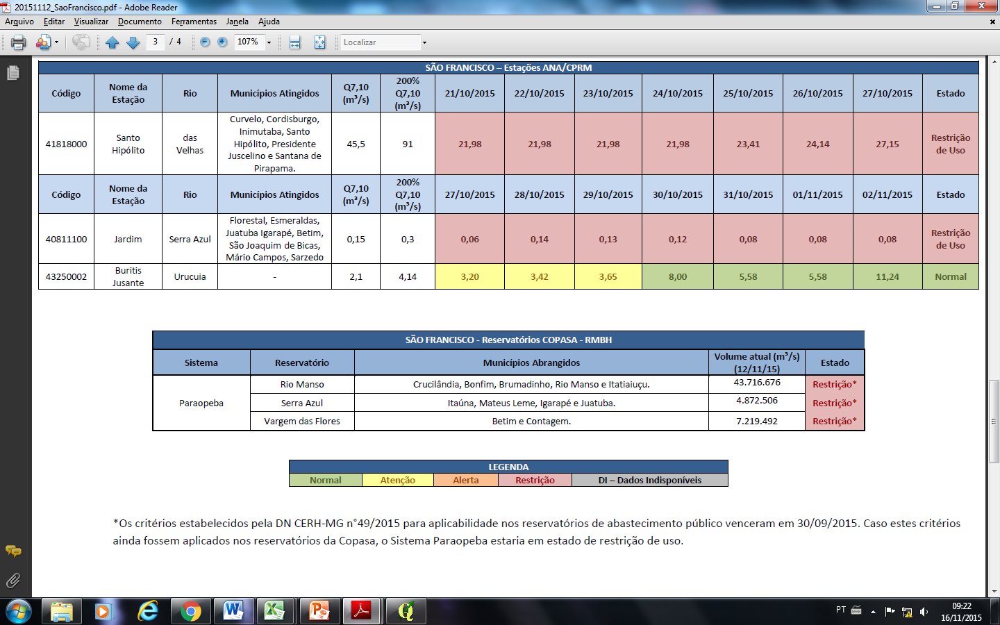 20151112_SaoFrancisco.pdf - Adobe Reader
Arquivo Editar Visualizar Documento Ferramentas Janela Ajuda
3 / 4 107% Localizar
SÃO FRANCISCO – Estações ANA/CPRM
Código Nome da Estação Rio Municípios Atingidos Q7,10 (m³/s) 200% Q7,10 (m³/s) 21/10/2015 22/10/2015 23/10/2015 24/10/2015 25/10/2015 26/10/2015 27/10/2015 Estado
41818000 Santo Hipólito das Velhas Curvelo, Cordisburgo, Inimutaba, Santo Hipólito, Presidente Juscelino e Santana de Pirapama. 45,5 91 21,98 21,98 21,98 21,98 23,41 24,14 27,15 Restrição de Uso
Código Nome da Estação Rio Municípios Atingidos Q7,10 (m³/s) 200% Q7,10 (m³/s) 27/10/2015 28/10/2015 29/10/2015 30/10/2015 31/10/2015 01/11/2015 02/11/2015 Estado
40811100 Jardim Serra Azul Florestal, Esmeraldas, Juatuba Igarapé, Betim, São Joaquim de Bicas, Mário Campos, Sarzedo 0,15 0,3 0,06 0,14 0,13 0,12 0,08 0,08 0,08 Restrição de Uso
43250002 Buritis Jusante Urucuia - 2,1 4,14 3,20 3,42 3,65 8,00 5,58 5,58 11,24 Normal
SÃO FRANCISCO - Reservatórios COPASA - RMBH
Sistema Reservatório Municípios Abrangidos Volume atual (m³/s) (12/11/15) Estado
Paraopeba
Rio Manso Crucilândia, Bonfim, Brumadinho, Rio Manso e Itatiaiuçu. 43.716.676 Restrição*
Serra Azul Itaúna, Mateus Leme, Igarapé e Juatuba. 4.872.506 Restrição*
Vargem das Flores Betim e Contagem. 7.219.492 Restrição*
LEGENDA
Normal Atenção Alerta Restrição DI – Dados Indisponíveis
*Os critérios estabelecidos pela DN CERH-MG n°49/2015 para aplicabilidade nos reservatórios de abastecimento público venceram em 30/09/2015. Caso estes critérios
ainda fossem aplicados nos reservatórios da Copasa, o Sistema Paraopeba estaria em estado de restrição de uso.
PT 09:22
16/11/2015